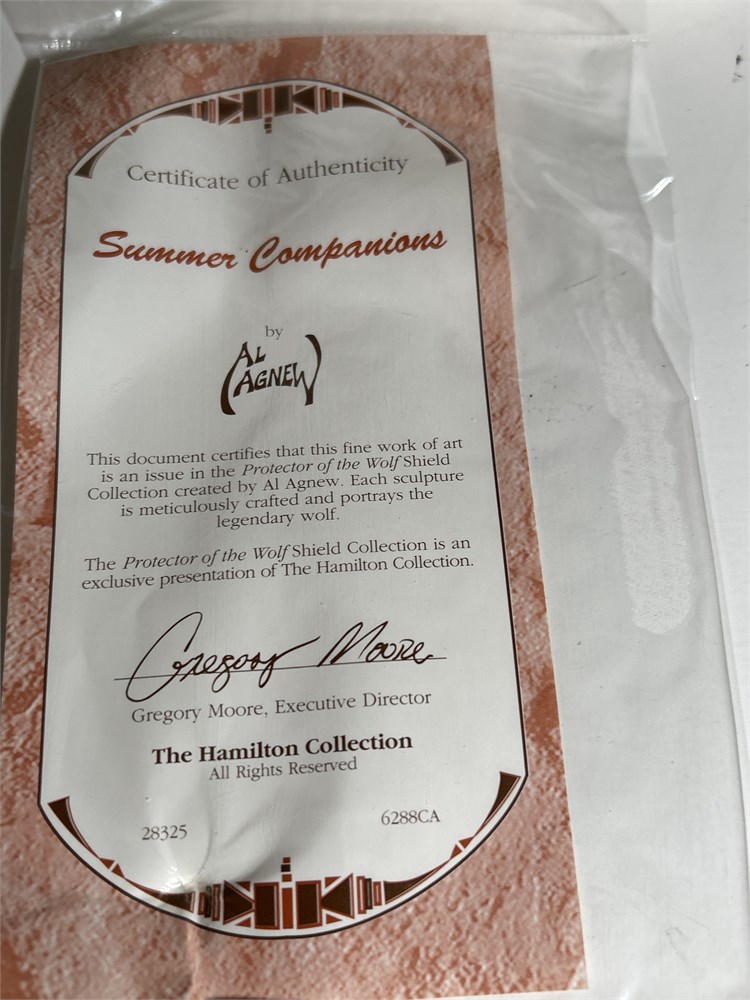 Certificate of Authenticity
Summer Companions
by
AL
AGNEW
This document certifies that this fine work of art
is an issue in the Protector of the Wolf Shield
Collection created by Al Agnew. Each sculpture
is meticulously crafted and portrays the
legendary wolf.
The Protector of the Wolf Shield Collection is an
exclusive presentation of The Hamilton Collection.
Gregory Moore
Gregory Moore, Executive Director
The Hamilton Collection
All Rights Reserved
28325 6288CA